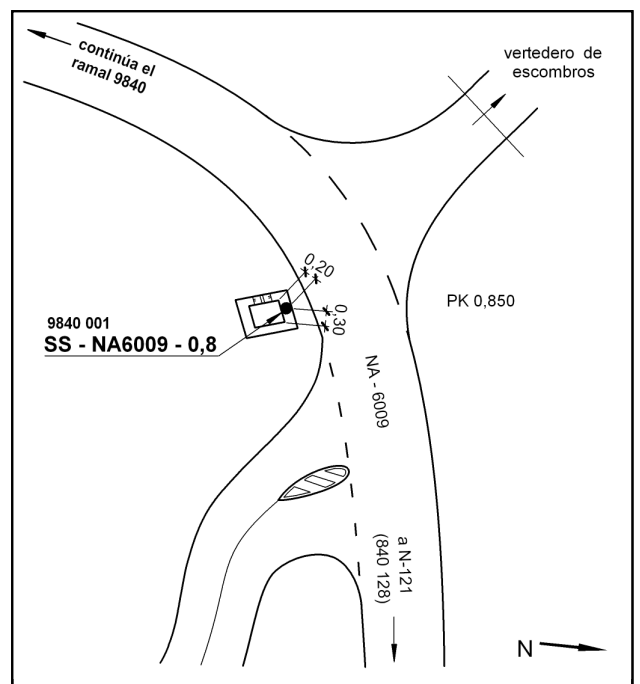 continúa el
ramal 9840
vertedero de
escombros
0,20
0,30
PK 0,850
9840 001
SS - NA6009 - 0,8
NA - 6009
a N-121
(840 128)
N